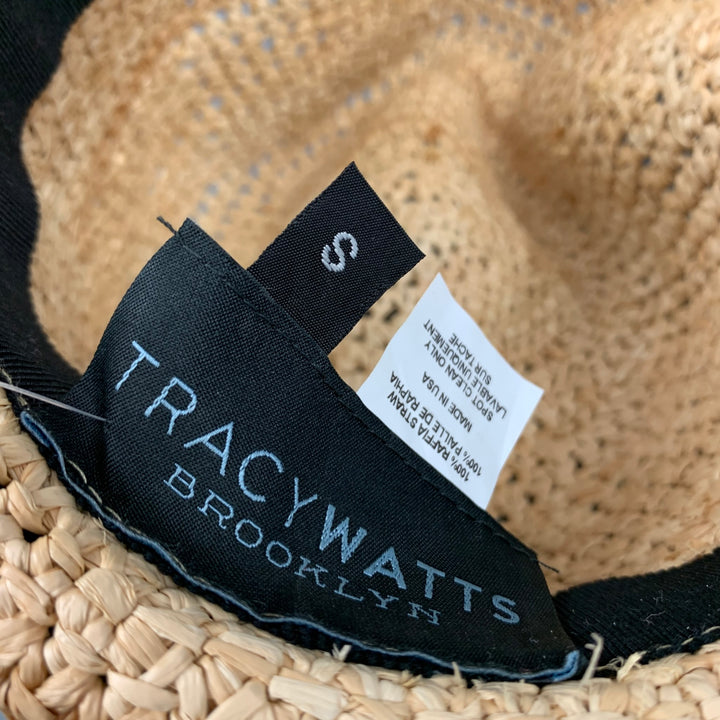 S
TRACYWATTS
BROOKLYN
100% RAFFIA STRAW
100% PAILLE DE RAPHIA
MADE IN USA
SPOT CLEAN ONLY
LAVABLE UNIQUEMENT
SUR TACHE